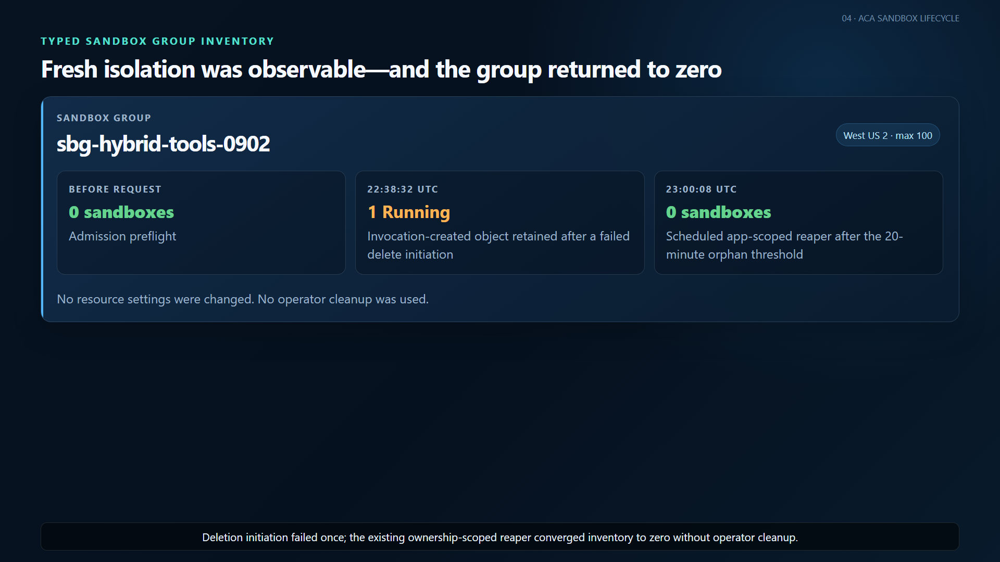 04 · ACA SANDBOX LIFECYCLE
TYPED SANDBOX GROUP INVENTORY
Fresh isolation was observable—and the group returned to zero
SANDBOX GROUP
sbg-hybrid-tools-0902
West US 2 · max 100
BEFORE REQUEST
0 sandboxes
Admission preflight
22:38:32 UTC
1 Running
Invocation-created object retained after a failed
delete initiation
23:00:08 UTC
0 sandboxes
Scheduled app-scoped reaper after the 20-
minute orphan threshold
No resource settings were changed. No operator cleanup was used.
Deletion initiation failed once; the existing ownership-scoped reaper converged inventory to zero without operator cleanup.